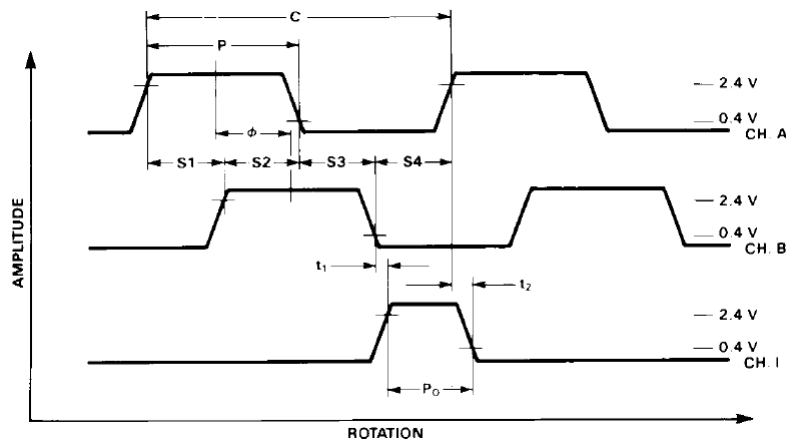 C
P
2.4 V
0.4 V
CH. A
ϕ
S1 S2 S3 S4
2.4 V
0.4 V
CH. B
t₁
t₂
2.4 V
0.4 V
CH. I
P₀
AMPLITUDE
ROTATION